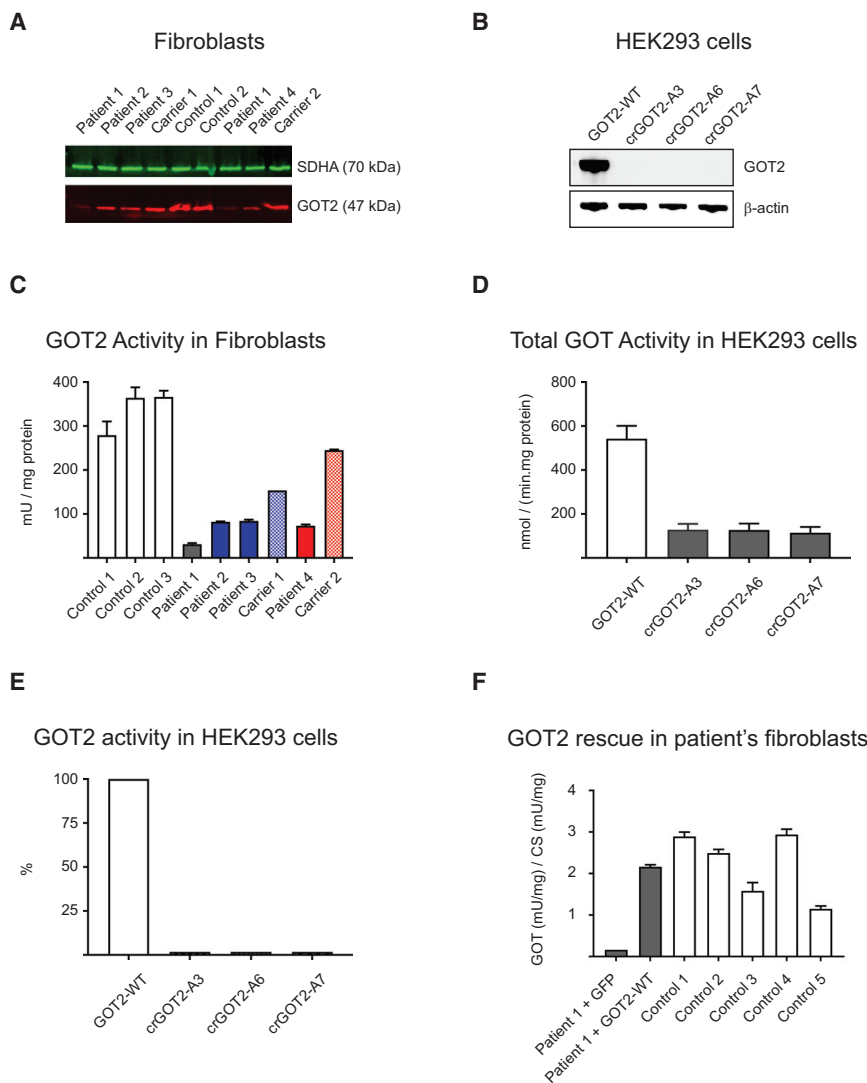 A
Fibroblasts
Patient 1
Patient 2
Patient 3
Carrier 1
Control 1
Control 2
Patient 1
Patient 4
Carrier 2
SDHA (70 kDa)
GOT2 (47 kDa)
B
HEK293 cells
GOT2-WT
crGOT2-A3
crGOT2-A6
crGOT2-A7
GOT2
β-actin
C
GOT2 Activity in Fibroblasts
mU / mg protein
400
300
200
100
Control 1
Control 2
Control 3
Patient 1
Patient 2
Patient 3
Carrier 1
Patient 4
Carrier 2
D
Total GOT Activity in HEK293 cells
nmol / (min.mg protein)
800
600
400
200
GOT2-WT
crGOT2-A3
crGOT2-A6
crGOT2-A7
E
GOT2 activity in HEK293 cells
%
100
75
50
25
GOT2-WT
crGOT2-A3
crGOT2-A6
crGOT2-A7
F
GOT2 rescue in patient's fibroblasts
GOT (mU/mg) / CS (mU/mg)
4
3
2
1
Patient 1 + GFP
Patient 1 + GOT2-WT
Control 1
Control 2
Control 3
Control 4
Control 5